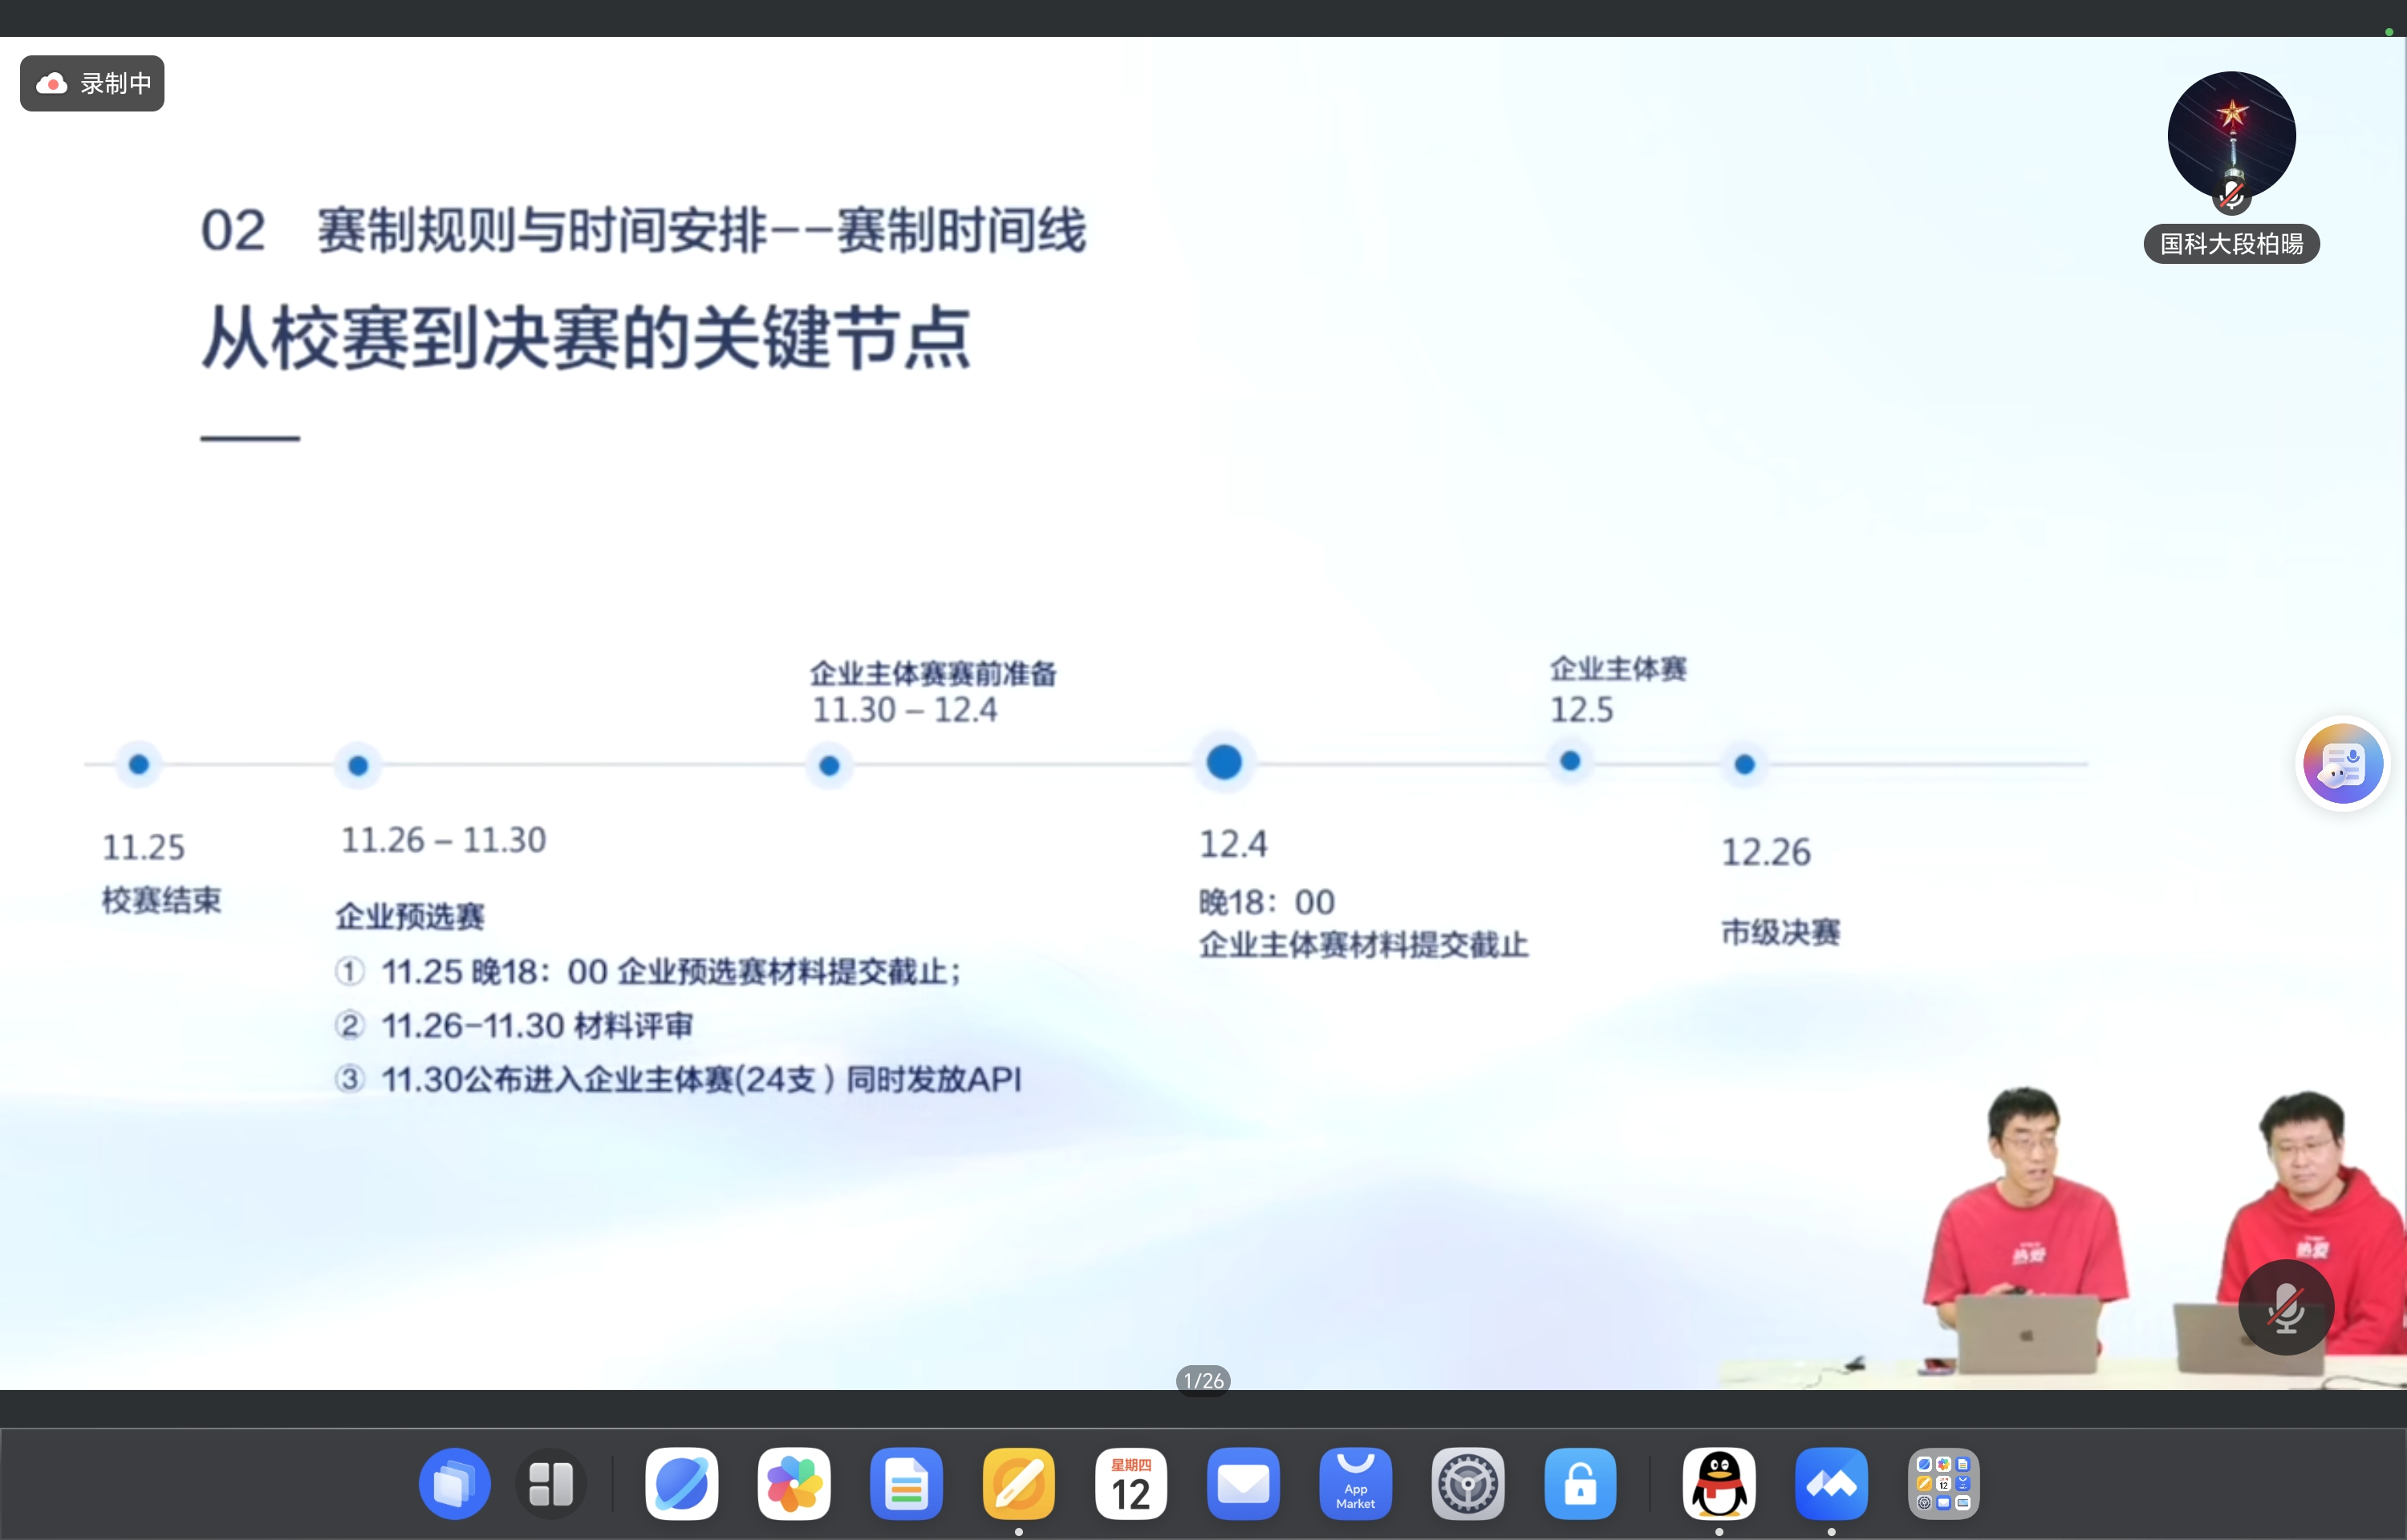 录制中
国科大段柏暘
02 赛制规则与时间安排--赛制时间线
从校赛到决赛的关键节点
企业主体赛赛前准备
11.30 – 12.4
企业主体赛
12.5
11.25
校赛结束
11.26 – 11.30
企业预选赛
① 11.25 晚18：00 企业预选赛材料提交截止；
② 11.26-11.30 材料评审
③ 11.30公布进入企业主体赛(24支 ) 同时发放API
12.4
晚18：00
企业主体赛材料提交截止
12.26
市级决赛
热爱
热爱
1/26
星期四
12
App
Market
12